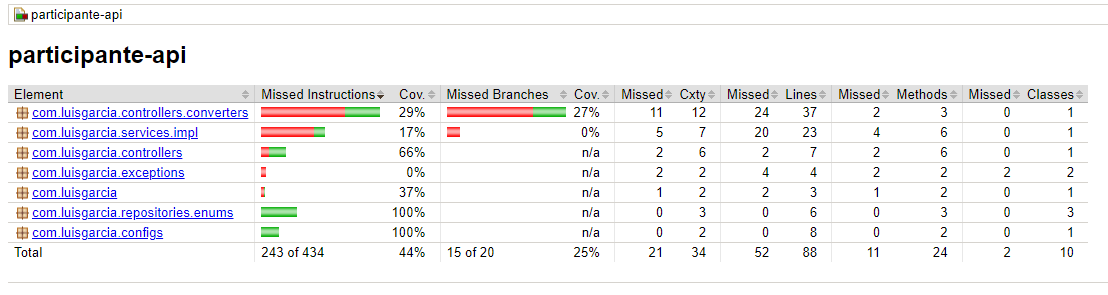 participante-api
participante-api
Element Missed Instructions Cov. Missed Branches Cov. Missed Cxty Missed Lines Missed Methods Missed Classes
com.luisgarcia.controllers.converters 29% 27% 11 12 24 37 2 3 0 1
com.luisgarcia.services.impl 17% 0% 5 7 20 23 4 6 0 1
com.luisgarcia.controllers 66% n/a 2 6 2 7 2 6 0 1
com.luisgarcia.exceptions 0% n/a 2 2 4 4 2 2 2 2
com.luisgarcia 37% n/a 1 2 2 3 1 2 0 1
com.luisgarcia.repositories.enums 100% n/a 0 3 0 6 0 3 0 3
com.luisgarcia.configs 100% n/a 0 2 0 8 0 2 0 1
Total 243 of 434 44% 15 of 20 25% 21 34 52 88 11 24 2 10